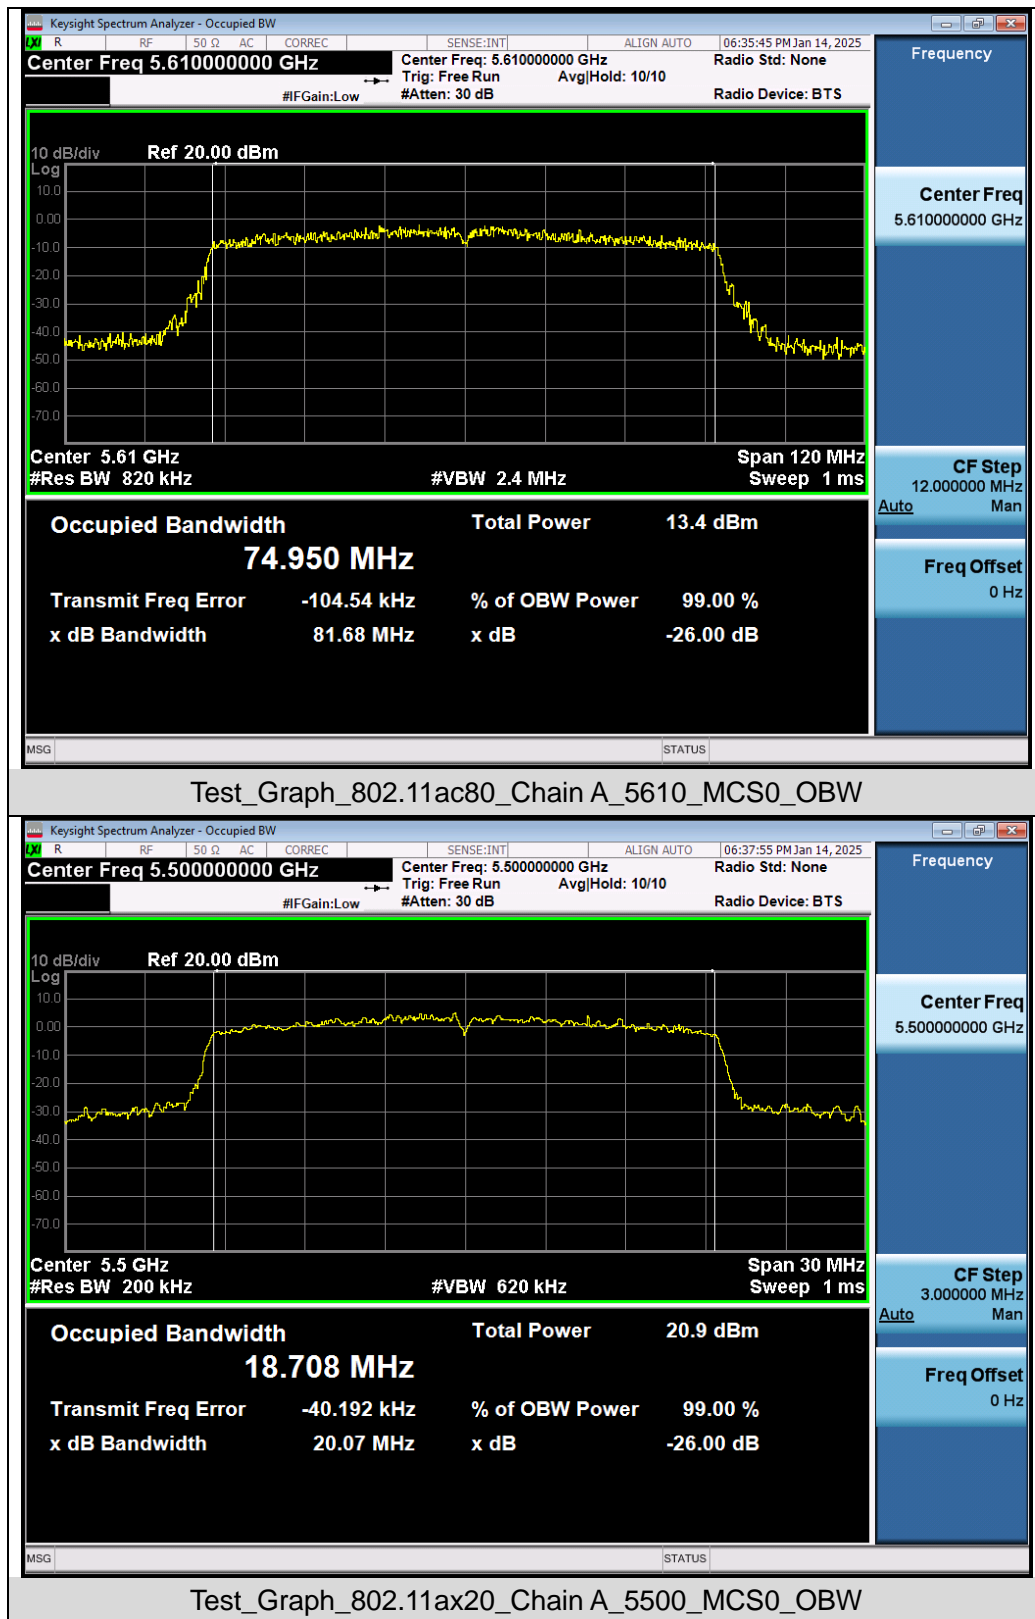 Keysight Spectrum Analyzer - Occupied BW
LXI R RF 50 Ω AC CORREC SENSE:INT ALIGN AUTO 06:35:45 PM Jan 14, 2025
Center Freq 5.610000000 GHz
Center Freq: 5.610000000 GHz Radio Std: None
Trig: Free Run Avg|Hold: 10/10
#IFGain:Low #Atten: 30 dB Radio Device: BTS
Frequency
10 dB/div Ref 20.00 dBm
Log
10.0
0.00
-10.0
-20.0
-30.0
-40.0
-50.0
-60.0
-70.0
Center 5.61 GHz Span 120 MHz
#Res BW 820 kHz #VBW 2.4 MHz Sweep 1 ms
Center Freq
5.610000000 GHz
CF Step
12.000000 MHz
Auto Man
Freq Offset
0 Hz
Occupied Bandwidth Total Power 13.4 dBm
74.950 MHz
Transmit Freq Error -104.54 kHz % of OBW Power 99.00 %
x dB Bandwidth 81.68 MHz x dB -26.00 dB
MSG STATUS
Test_Graph_802.11ac80_Chain A_5610_MCS0_OBW
Keysight Spectrum Analyzer - Occupied BW
LXI R RF 50 Ω AC CORREC SENSE:INT ALIGN AUTO 06:37:55 PM Jan 14, 2025
Center Freq 5.500000000 GHz
Center Freq: 5.500000000 GHz Radio Std: None
Trig: Free Run Avg|Hold: 10/10
#IFGain:Low #Atten: 30 dB Radio Device: BTS
Frequency
10 dB/div Ref 20.00 dBm
Log
10.0
0.00
-10.0
-20.0
-30.0
-40.0
-50.0
-60.0
-70.0
Center 5.5 GHz Span 30 MHz
#Res BW 200 kHz #VBW 620 kHz Sweep 1 ms
Center Freq
5.500000000 GHz
CF Step
3.000000 MHz
Auto Man
Freq Offset
0 Hz
Occupied Bandwidth Total Power 20.9 dBm
18.708 MHz
Transmit Freq Error -40.192 kHz % of OBW Power 99.00 %
x dB Bandwidth 20.07 MHz x dB -26.00 dB
MSG STATUS
Test_Graph_802.11ax20_Chain A_5500_MCS0_OBW